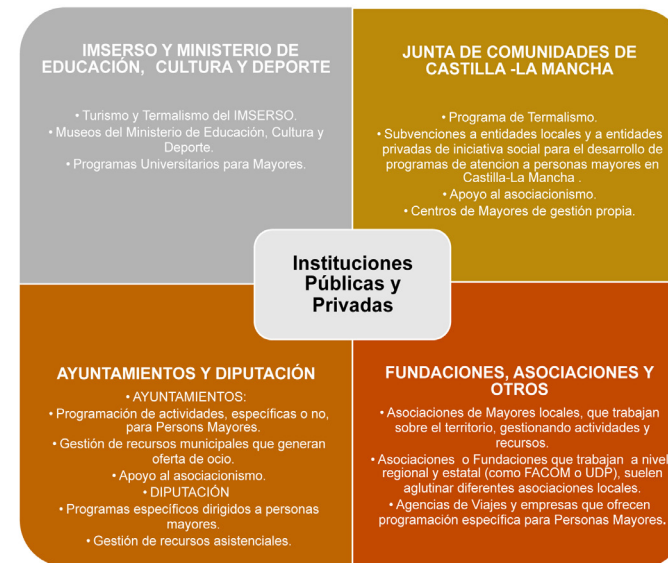 IMSERSO Y MINISTERIO DE
EDUCACIÓN, CULTURA Y DEPORTE
• Turismo y Termalismo del IMSERSO.
• Museos del Ministerio de Educación, Cultura y
Deporte.
• Programas Universitarios para Mayores.
JUNTA DE COMUNIDADES DE
CASTILLA -LA MANCHA
• Programa de Termalismo.
• Subvenciones a entidades locales y a entidades
privadas de iniciativa social para el desarrollo de
programas de atencion a personas mayores en
Castilla-La Mancha .
• Apoyo al asociacionismo.
• Centros de Mayores de gestión propia.
Instituciones
Públicas y
Privadas
AYUNTAMIENTOS Y DIPUTACIÓN
• AYUNTAMIENTOS:
• Programación de actividades, específicas o no,
para Persons Mayores.
• Gestión de recursos municipales que generan
oferta de ocio.
• Apoyo al asociacionismo.
• DIPUTACIÓN
• Programas específicos dirigidos a personas
mayores.
• Gestión de recursos asistenciales.
FUNDACIONES, ASOCIACIONES Y
OTROS
• Asociaciones de Mayores locales, que trabajan
sobre el territorio, gestionando actividades y
recursos.
• Asociaciones o Fundaciones que trabajan a nivel
regional y estatal (como FACOM o UDP), suelen
aglutinar diferentes asociaciones locales.
• Agencias de Viajes y empresas que ofrecen
programación específica para Personas Mayores.